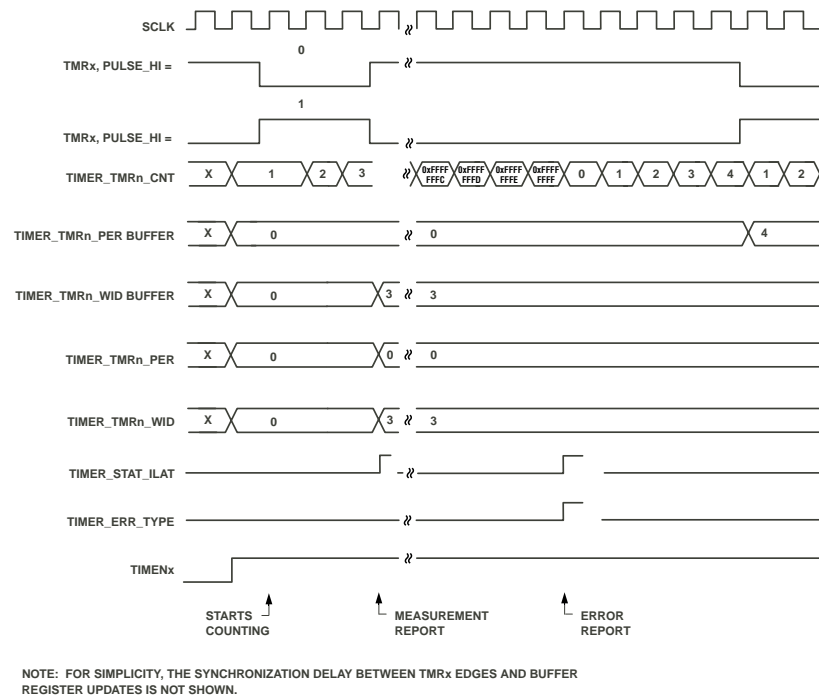 SCLK
0
TMRx, PULSE_HI =
1
TMRx, PULSE_HI =
TIMER_TMRn_CNT X 1 2 3 0xFFFF FFFC 0xFFFF FFFD 0xFFFF FFFE 0xFFFF FFFF 0 1 2 3 4 1 2
TIMER_TMRn_PER BUFFER X 0 0 4
TIMER_TMRn_WID BUFFER X 0 3 3
TIMER_TMRn_PER X 0 0 0
TIMER_TMRn_WID X 0 3 3
TIMER_STAT_ILAT
TIMER_ERR_TYPE
TIMENx
STARTS COUNTING
MEASUREMENT REPORT
ERROR REPORT
NOTE: FOR SIMPLICITY, THE SYNCHRONIZATION DELAY BETWEEN TMRx EDGES AND BUFFER
REGISTER UPDATES IS NOT SHOWN.